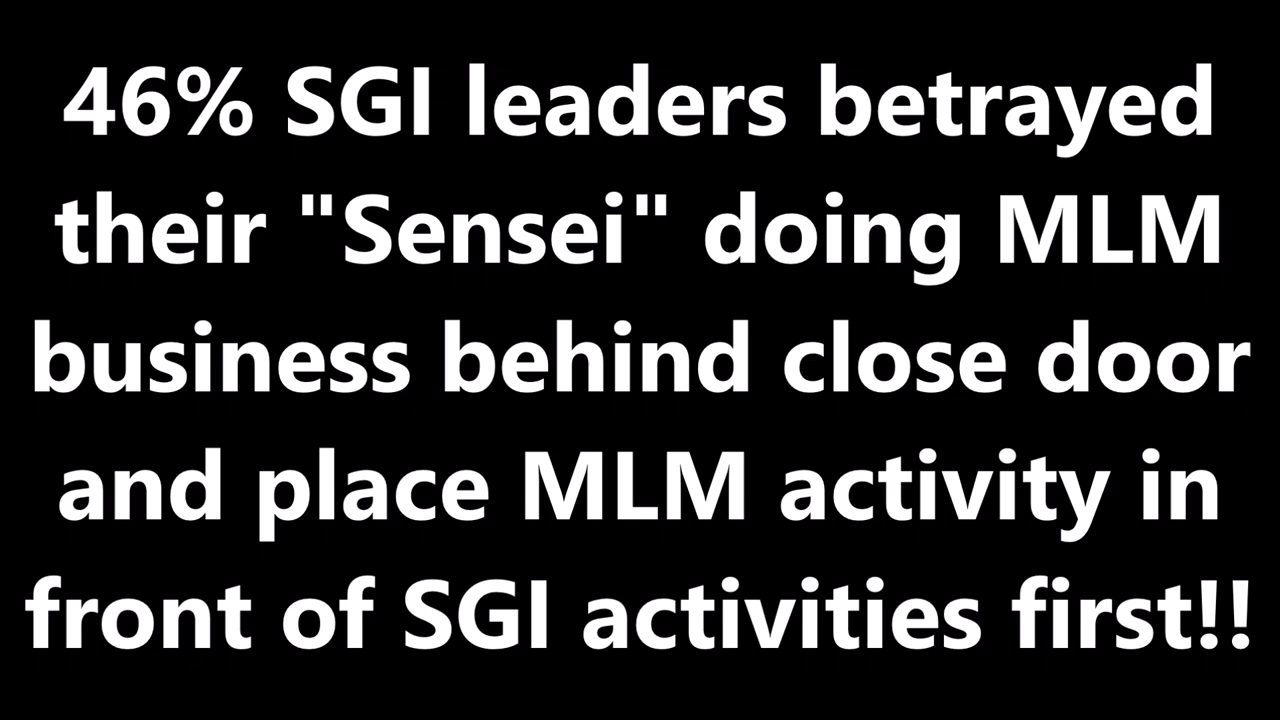 46% SGI leaders betrayed
their "Sensei" doing MLM
business behind close door
and place MLM activity in
front of SGI activities first!!